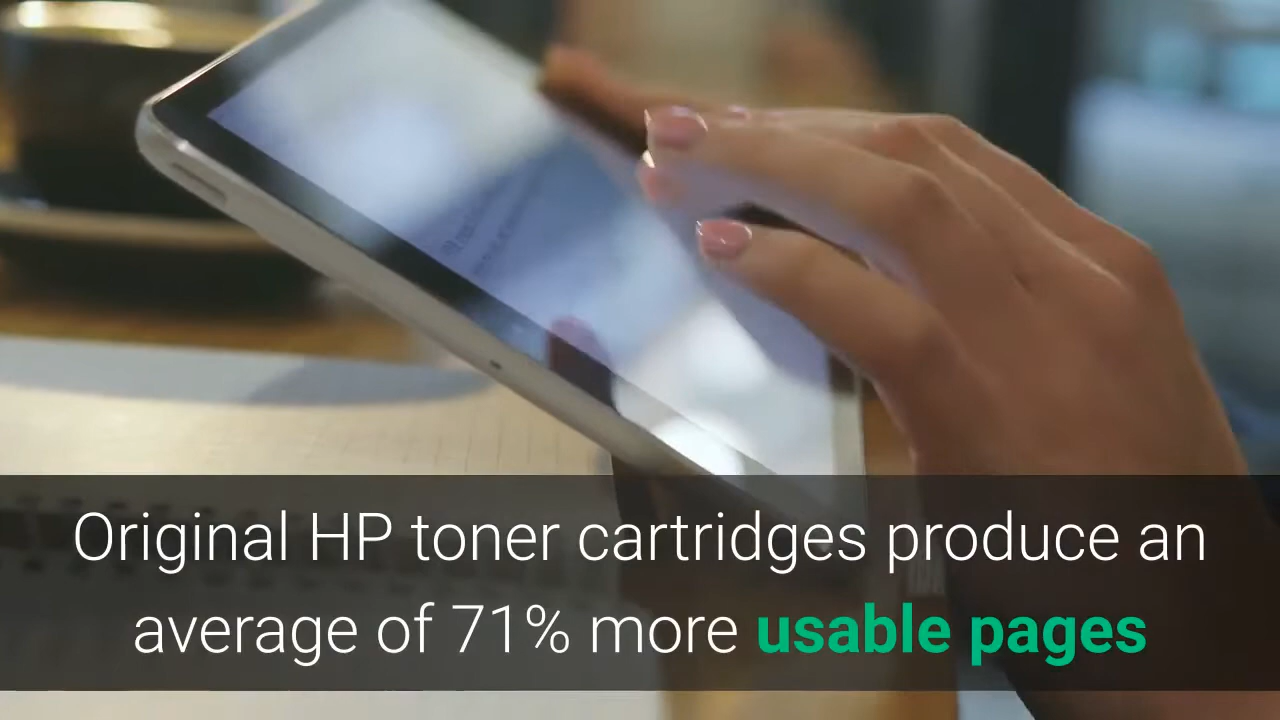 Original HP toner cartridges produce an
average of 71% more usable pages